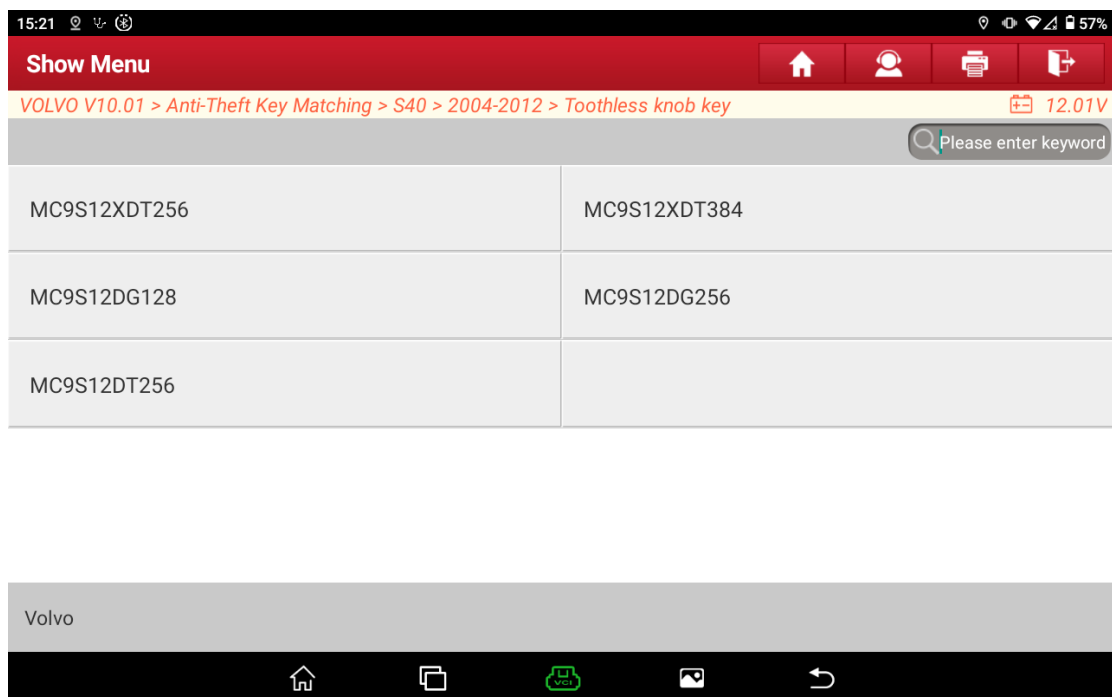 15:21
57%
Show Menu
VOLVO V10.01 > Anti-Theft Key Matching > S40 > 2004-2012 > Toothless knob key
12.01V
Please enter keyword
MC9S12XDT256
MC9S12XDT384
MC9S12DG128
MC9S12DG256
MC9S12DT256
Volvo
VCI